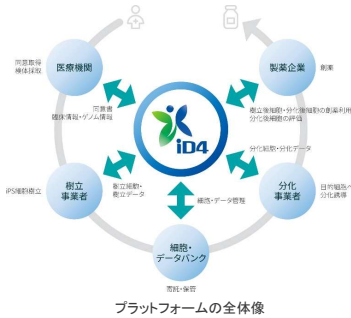 同意取得
検体採取
医療機関
製薬企業
創薬
同意書
臨床情報・ゲノム情報
樹立後細胞・分化後細胞の創薬利用
分化後細胞の評価
iD4
分化細胞・分化データ
iPS細胞樹立
樹立
事業者
樹立細胞・
樹立データ
細胞・データ管理
分化
事業者
目的細胞へ
分化誘導
細胞・
データバンク
寄託・保管
プラットフォームの全体像